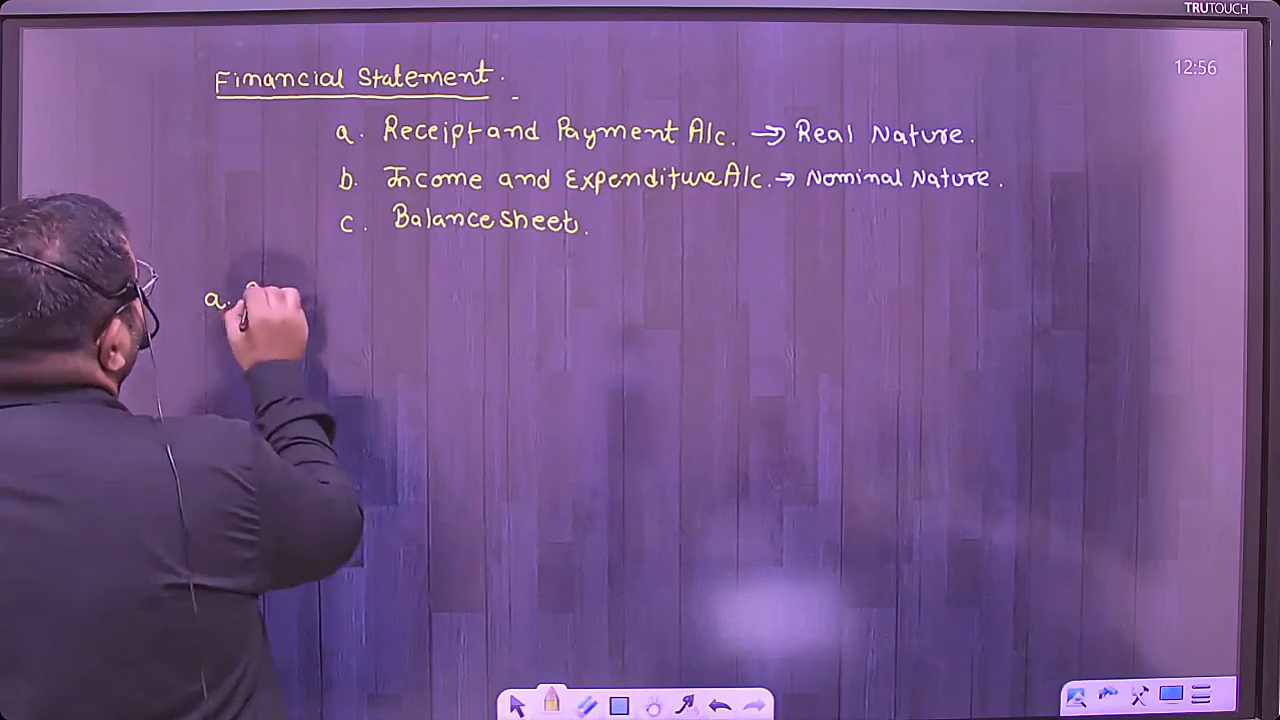 TRUTOUCH
12:56
Financial Statement.
a. Receipt and Payment A/c. → Real Nature.
b. Income and Expenditure A/c. → Nominal Nature.
c. Balance Sheet.
a.